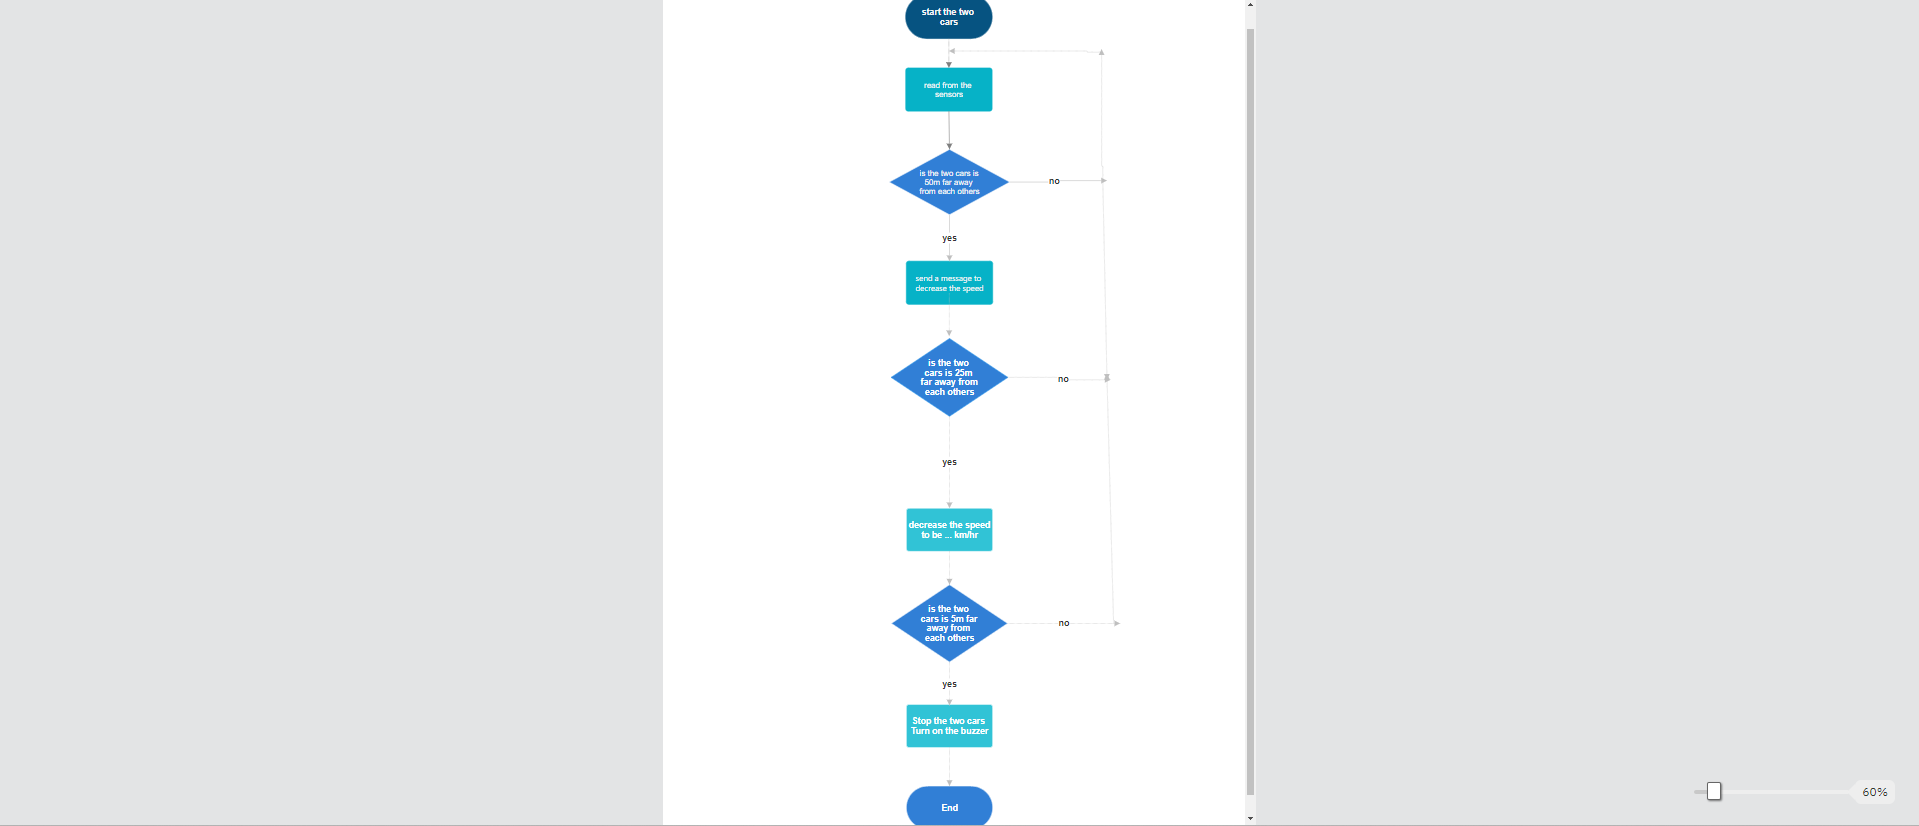 start the two
cars
read from the
sensors
is the two cars is
50m far away
from each others
no
yes
send a message to
decrease the speed
is the two
cars is 25m
far away from
each others
no
yes
decrease the speed
to be ... km/hr
is the two
cars is 5m far
away from
each others
no
yes
Stop the two cars
Turn on the buzzer
End
60%